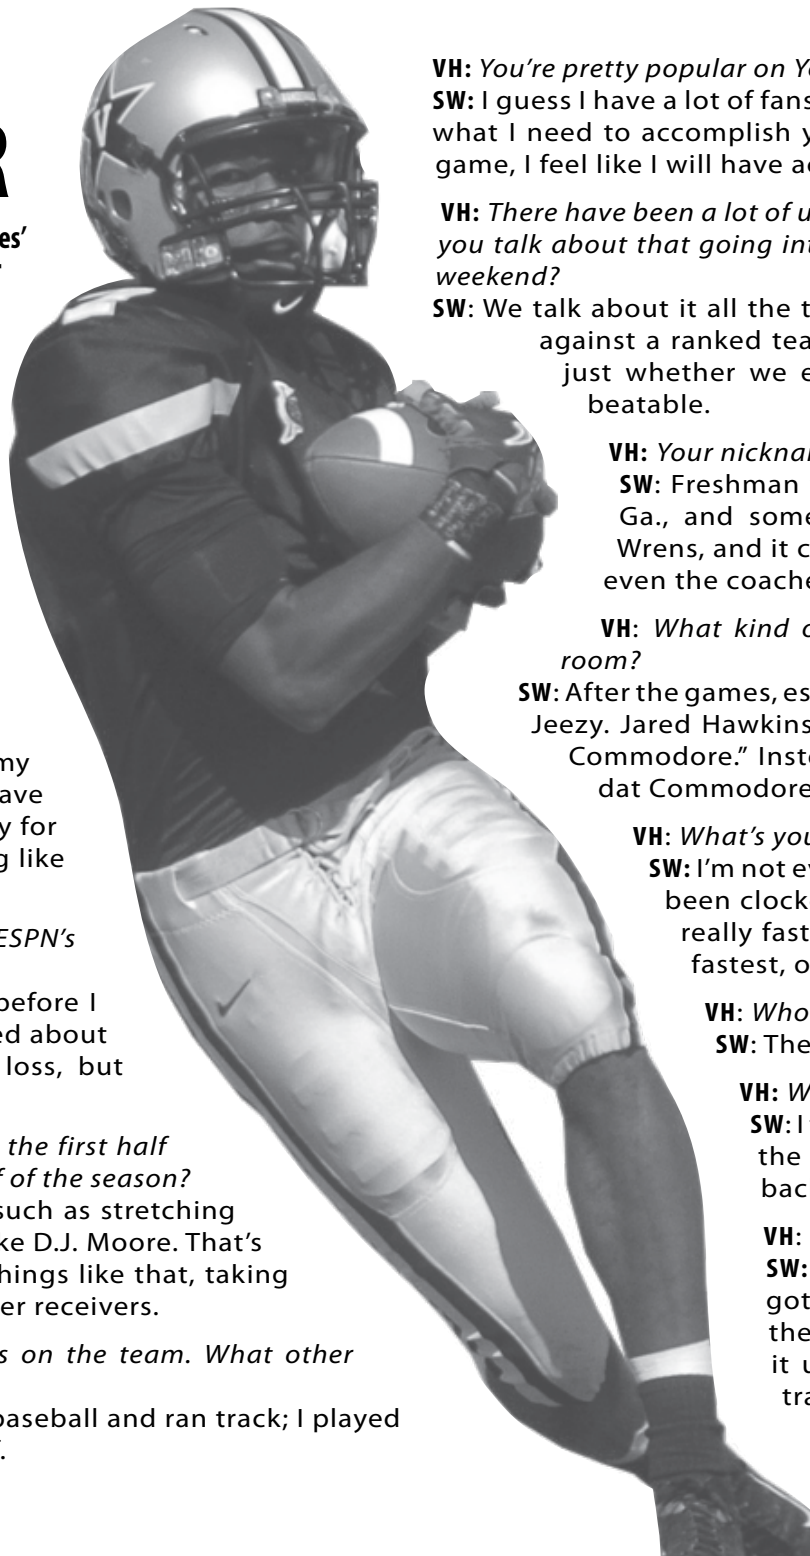 R
es’
my
ave
y for
g like
ESPN’s
before I
ed about
loss, but
the first half
f of the season?
such as stretching
ke D.J. Moore. That’s
hings like that, taking
er receivers.
s on the team. What other
baseball and ran track; I played
.
VH: You’re pretty popular on Yo
SW: I guess I have a lot of fans
what I need to accomplish y
game, I feel like I will have ac
VH: There have been a lot of u
you talk about that going int
weekend?
SW: We talk about it all the t
against a ranked tea
just whether we e
beatable.
VH: Your nicknam
SW: Freshman
Ga., and some
Wrens, and it c
even the coache
VH: What kind o
room?
SW: After the games, es
Jeezy. Jared Hawkins
Commodore.” Inste
dat Commodore
VH: What’s you
SW: I’m not ev
been clock
really fast
fastest, o
VH: Who
SW: The
VH: W
SW: I
the
bac
VH:
SW:
got
the
it u
tra
V